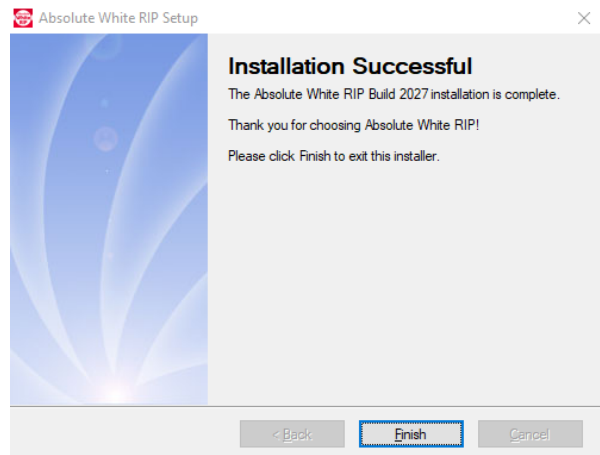 Absolute White RIP Setup
Installation Successful
The Absolute White RIP Build 2027 installation is complete.
Thank you for choosing Absolute White RIP!
Please click Finish to exit this installer.
< Back
Finish
Cancel